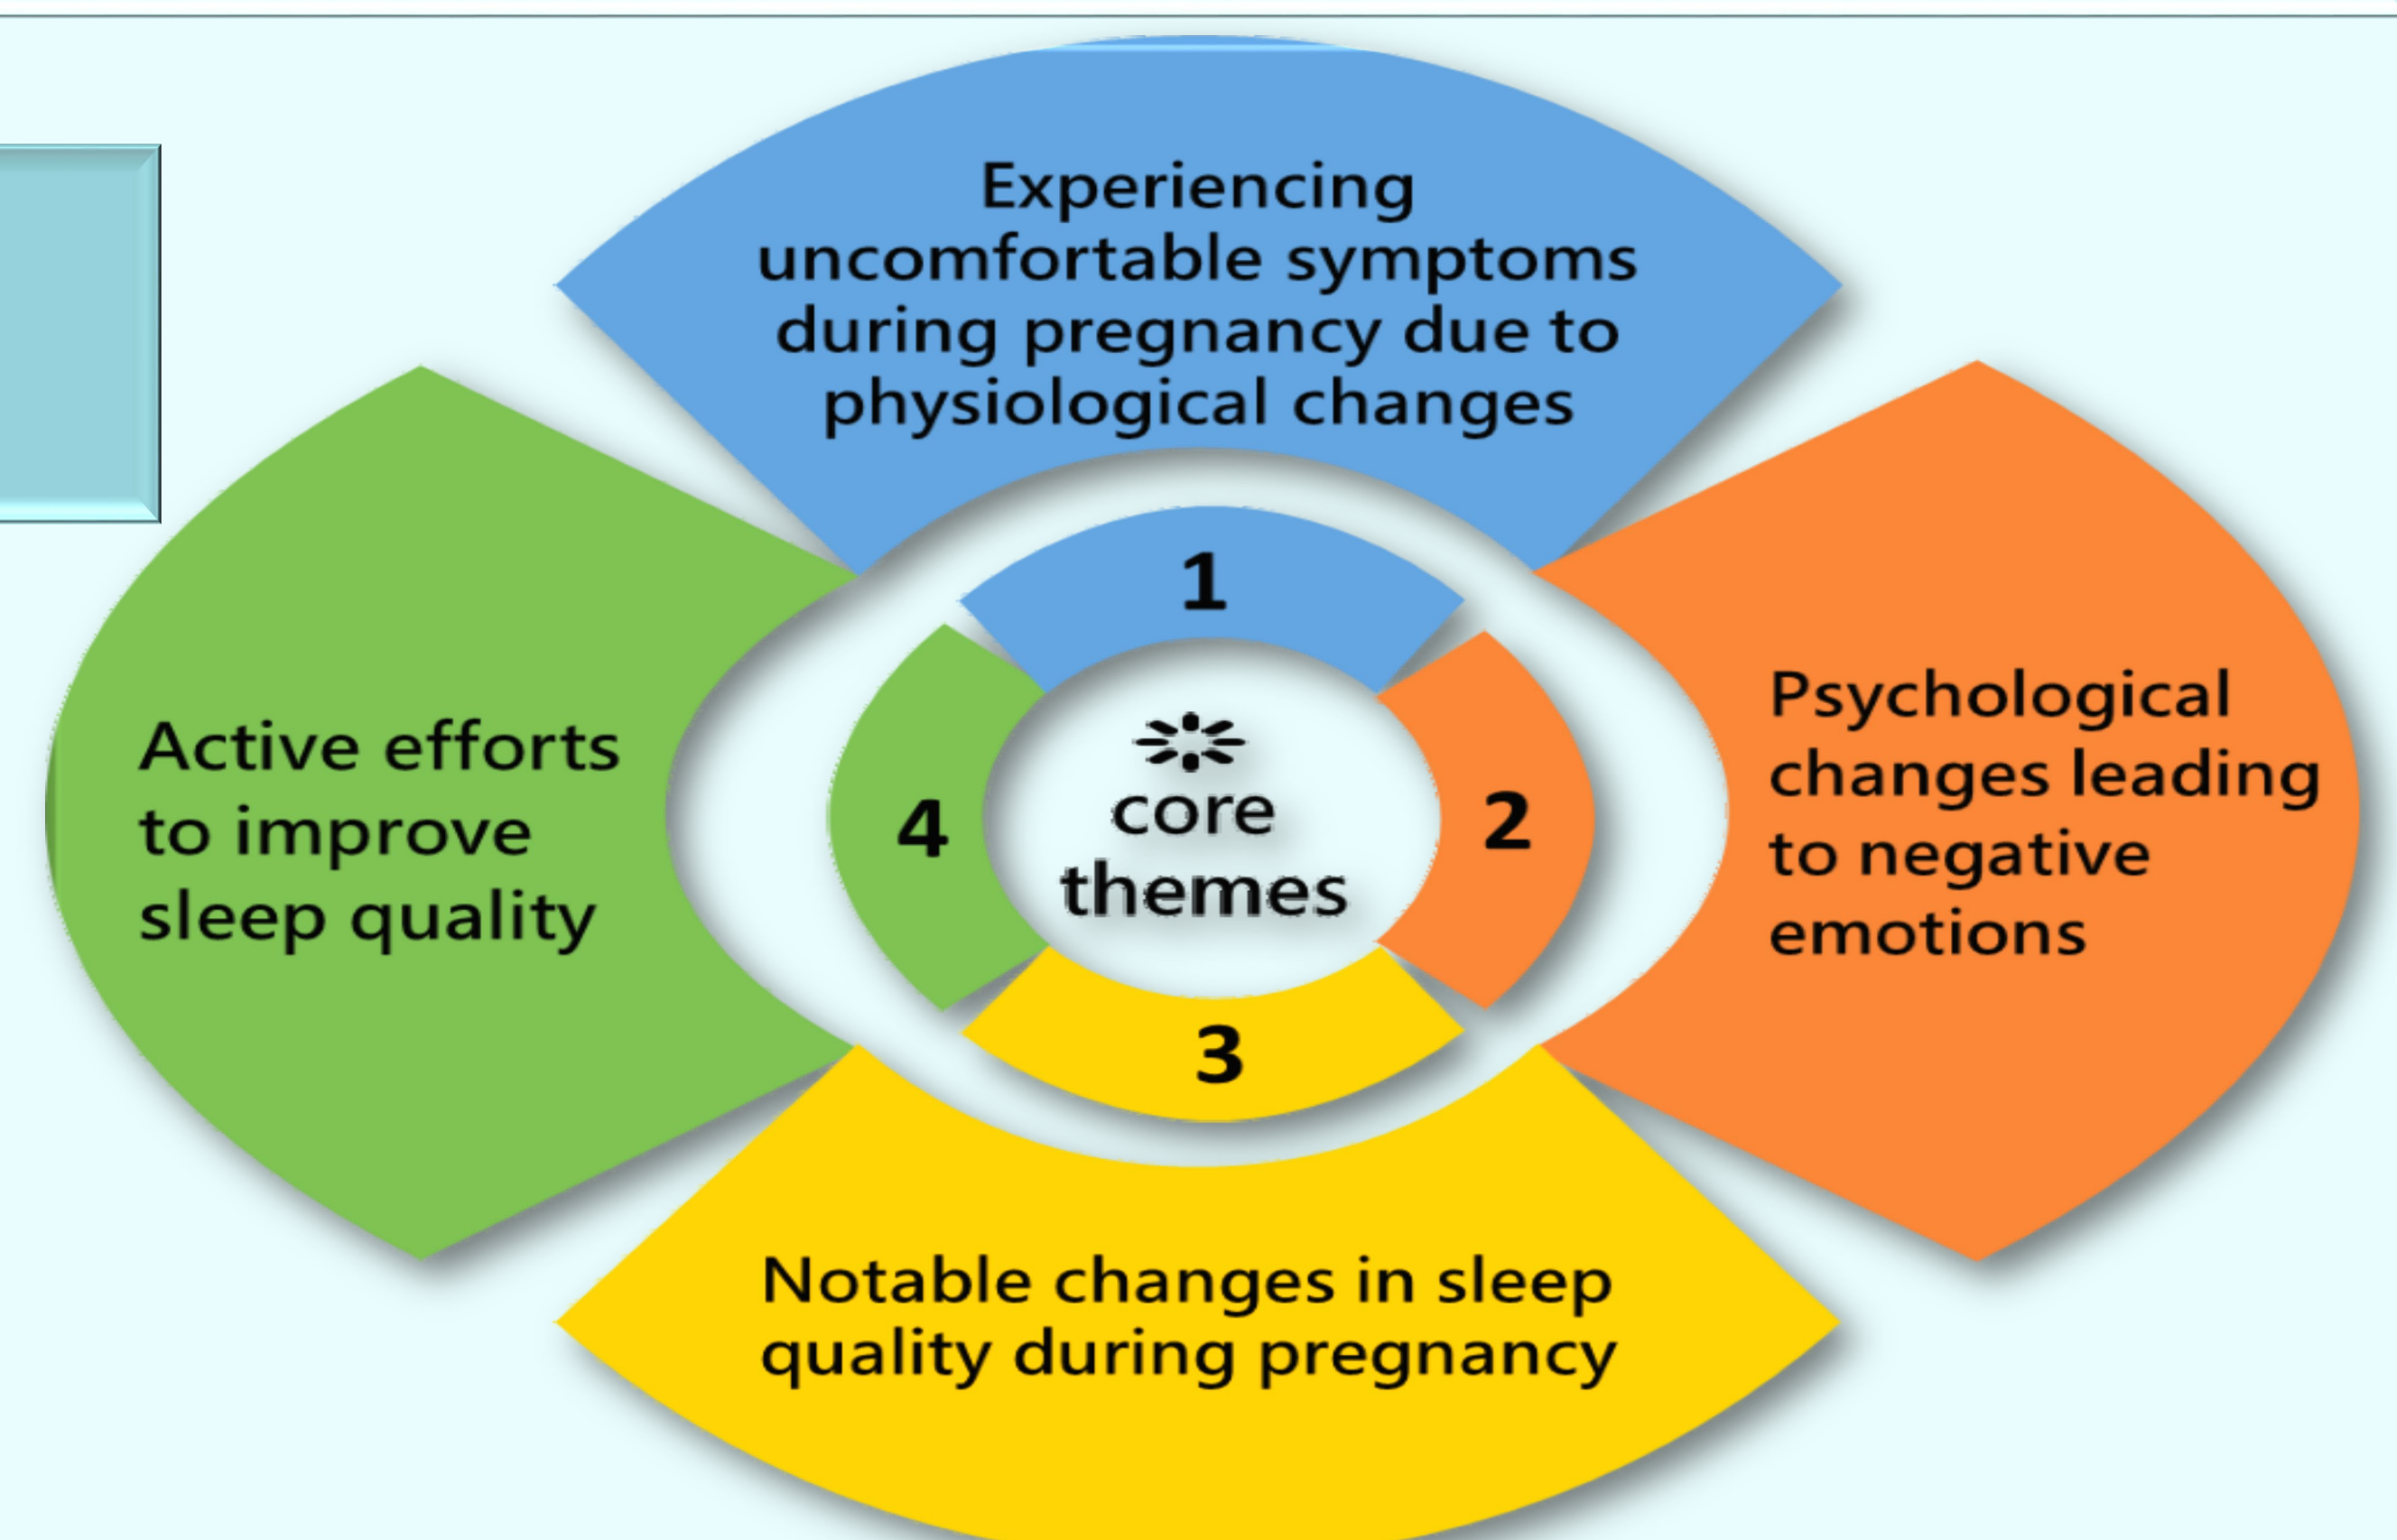 Experiencing
uncomfortable symptoms
during pregnancy due to
physiological changes
1
Psychological
changes leading
to negative
emotions
2
Notable changes in sleep
quality during pregnancy
3
Active efforts
to improve
sleep quality
4
core
themes